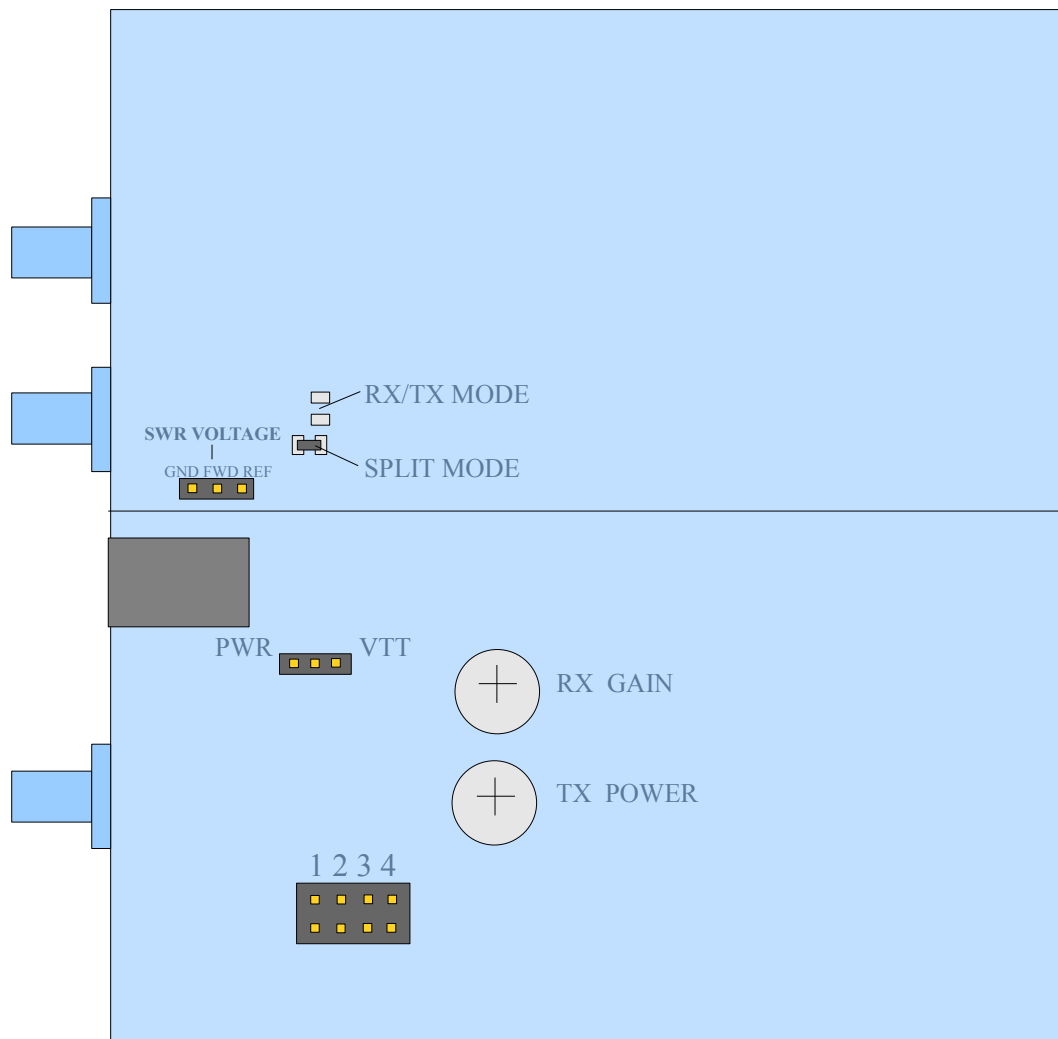 RX/TX MODE
SWR VOLTAGE
GND FWD REF
SPLIT MODE
PWR
VTT
RX GAIN
TX POWER
1 2 3 4